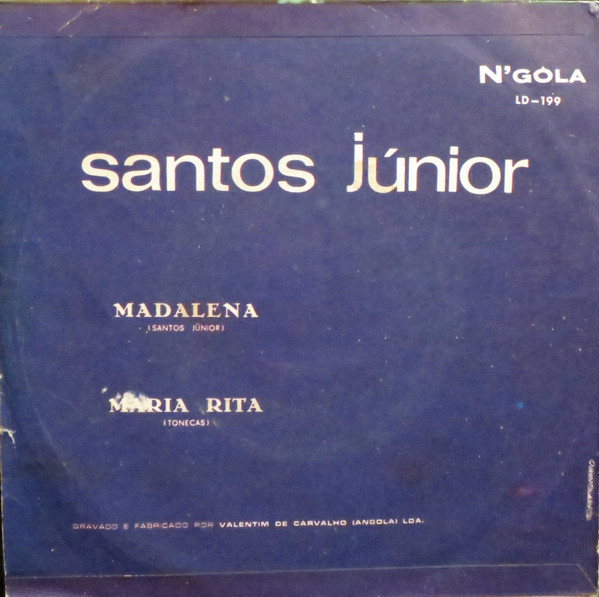 N'GOLA
LD-199
santos júnior
MADALENA
(SANTOS JÚNIOR)
MARIA RITA
(TONECAS)
GRAVADO E FABRICADO POR VALENTIM DE CARVALHO (ANGOLA) LDA.